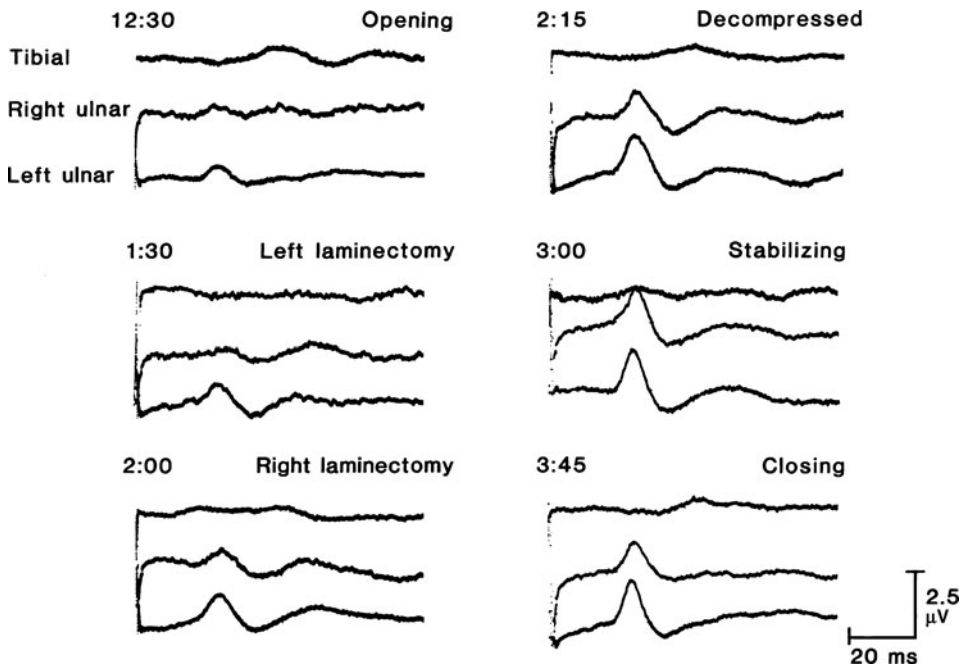 12:30 Opening
Tibial
Right ulnar
Left ulnar
2:15 Decompressed
1:30 Left laminectomy
3:00 Stabilizing
2:00 Right laminectomy
3:45 Closing
2.5
μV
20 ms